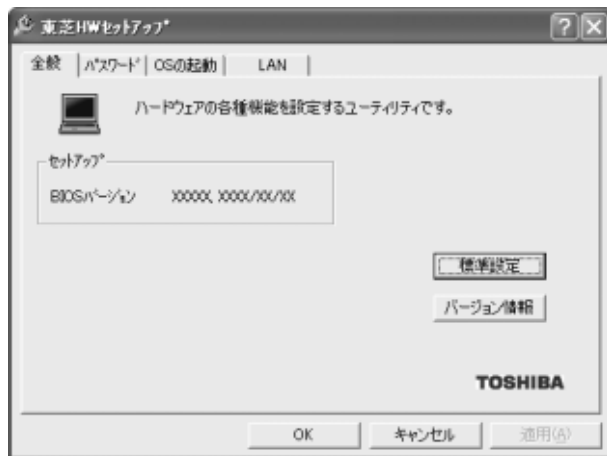 東芝HWセットアップ
全般 パスワード OSの起動 LAN
ハードウェアの各種機能を設定するユーティリティです。
セットアップ
BIOSバージョン XXXXX, XXXX/XX/XX
標準設定
バージョン情報
TOSHIBA
OK キャンセル 適用(A)